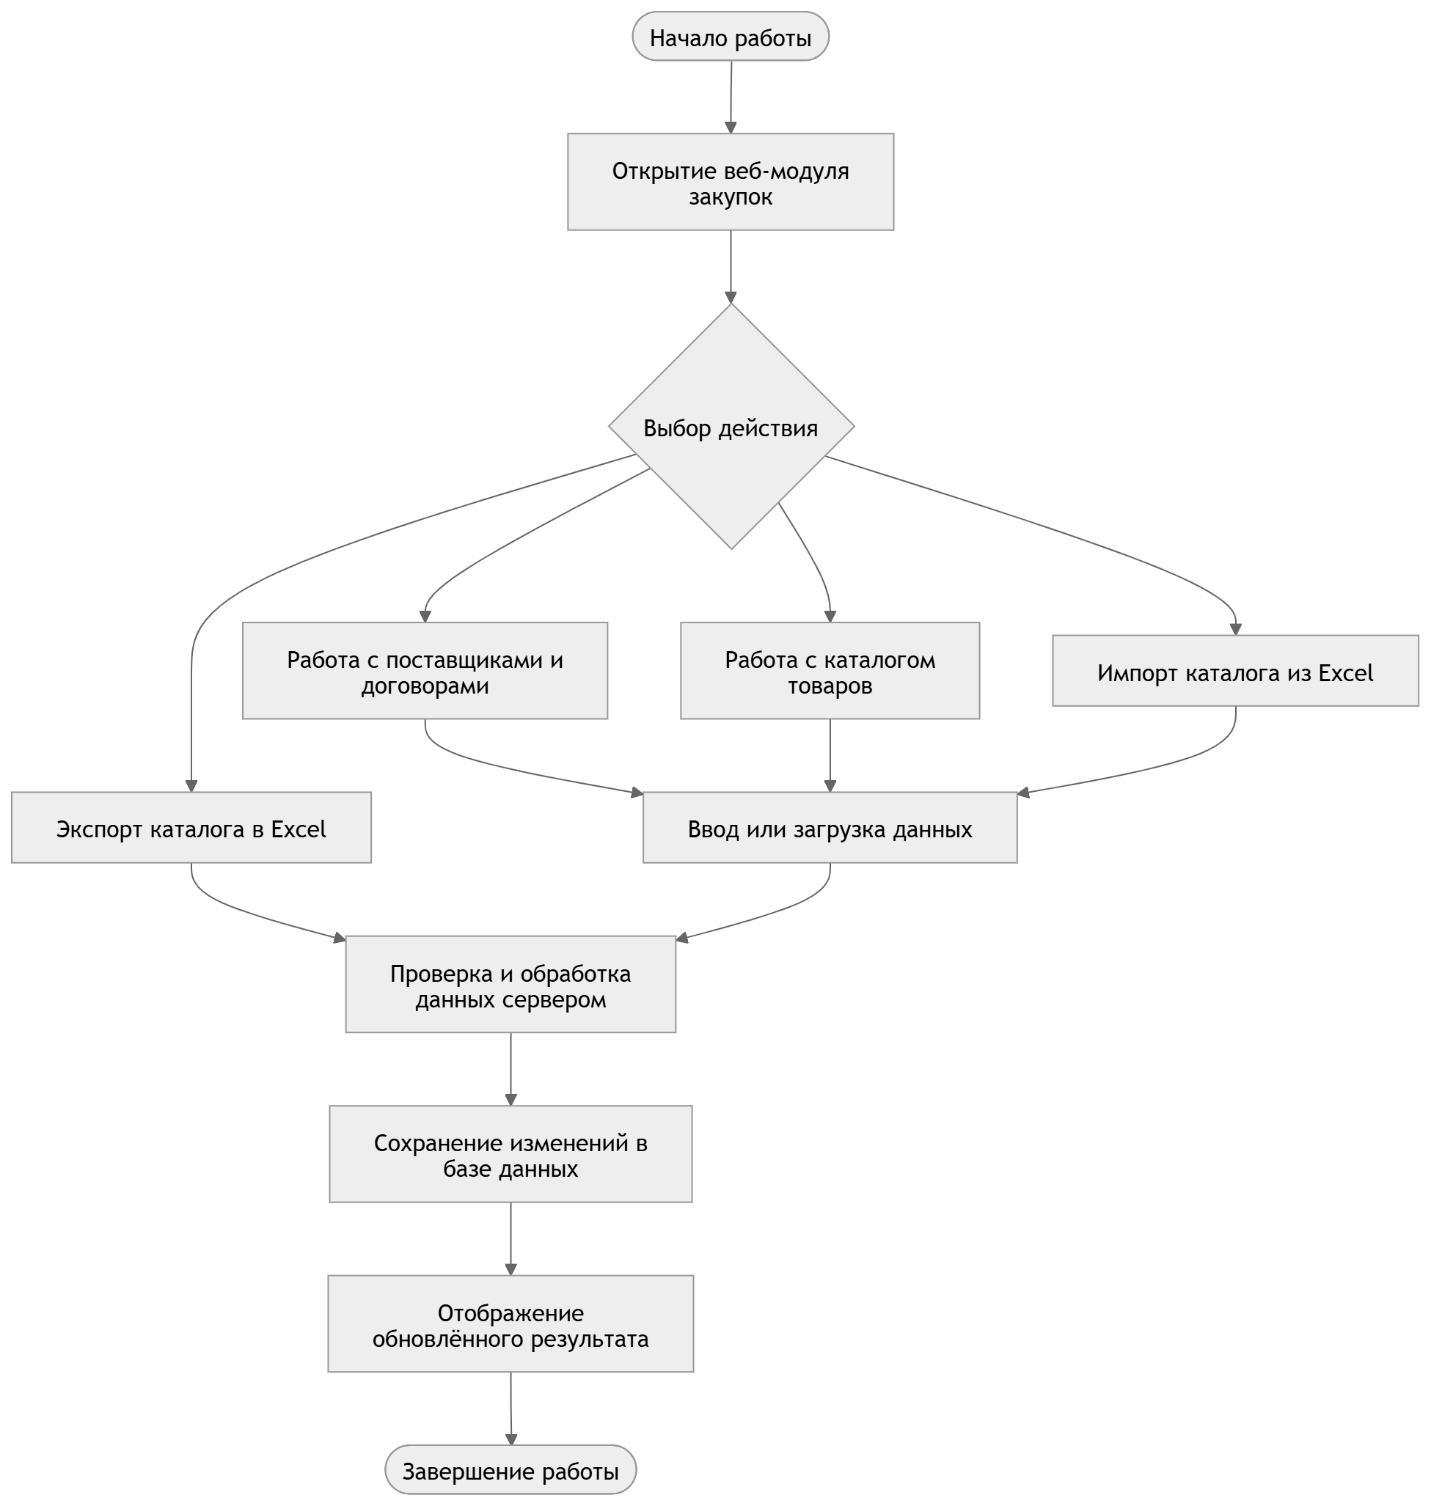 Начало работы
Открытие веб-модуля
закупок
Выбор действия
Работа с поставщиками и
договорами
Работа с каталогом
товаров
Импорт каталога из Excel
Экспорт каталога в Excel
Ввод или загрузка данных
Проверка и обработка
данных сервером
Сохранение изменений в
базе данных
Отображение
обновлённого результата
Завершение работы